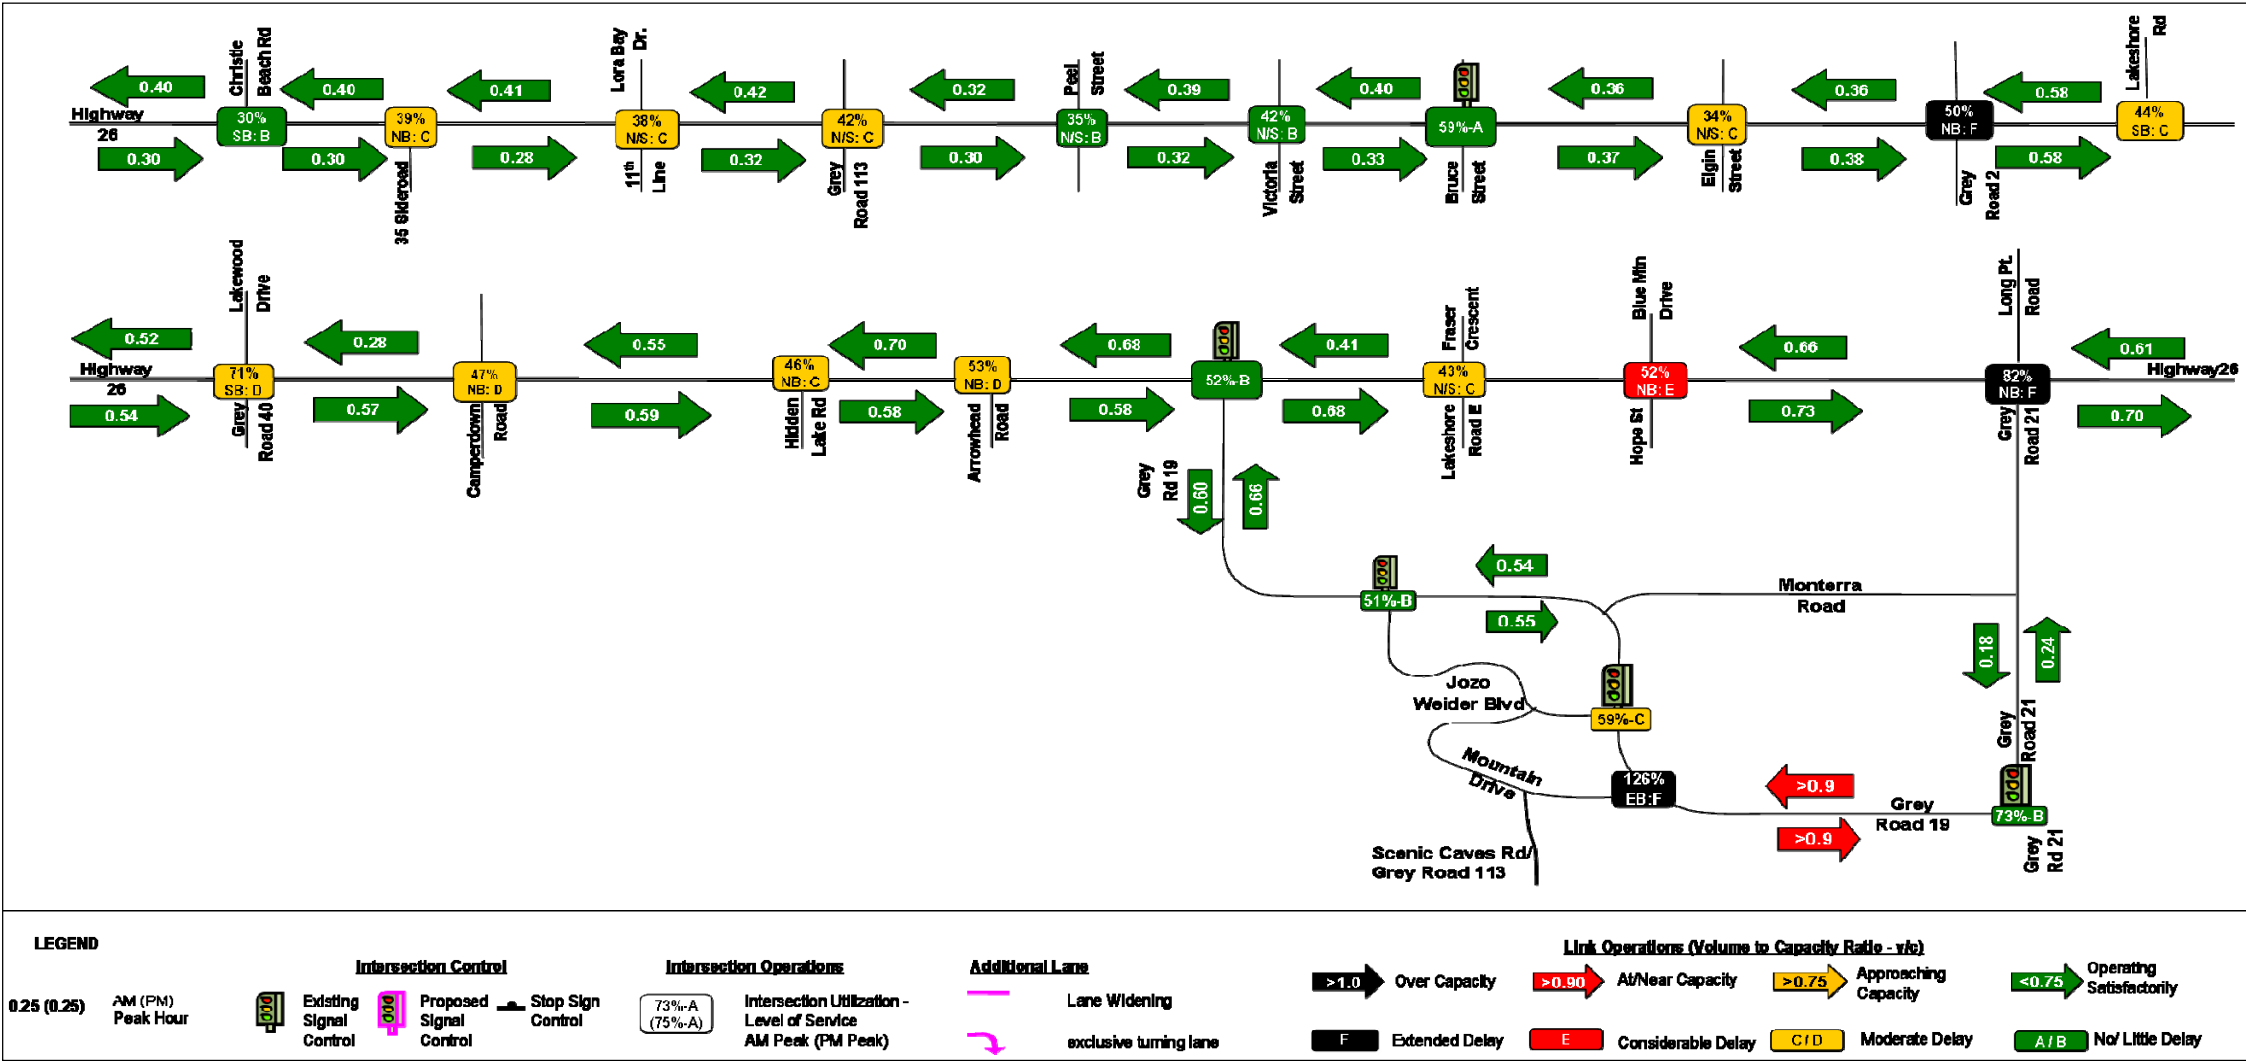 Christie
Beach Rd
Lora Bay
Dr.
Peel
Street
Lakeshore
Rd
0.40
0.40
0.41
0.42
0.32
0.39
0.40
0.36
0.36
0.58
Highway
26
30%
SB: B
39%
NB: C
38%
N/S: C
42%
N/S: C
35%
N/S: B
42%
N/S: B
59%-A
34%
N/S: C
50%
NB: F
44%
SB: C
0.30
0.30
0.28
0.32
0.30
0.32
0.33
0.37
0.38
0.58
35 Sideroad
11th
Line
Grey
Road 113
Victoria
Street
Bruce
Street
Elgin
Street
Grey
Road 2
Lakewood
Drive
Fraser
Crescent
Blue Mtn
Drive
Long Pt.
Road
0.52
0.28
0.55
0.70
0.68
0.41
0.66
0.61
Highway
26
71%
SB: D
47%
NB: D
46%
NB: C
53%
NB: D
52%-B
43%
N/S: C
52%
NB: E
82%
NB: F
Highway26
0.54
0.57
0.59
0.58
0.58
0.68
0.73
0.70
Grey
Road 40
Camperdown
Road
Hidden
Lake Rd
Arrowhead
Road
Lakeshore
Road E
Hope St
Grey
Road 21
Grey
Rd 19
0.60
0.66
0.54
51%-B
0.55
Monterra
Road
0.18
0.24
Jozo
Weider Blvd
59%-C
Grey
Road 21
Mountain
Drive
126%
EB:F
>0.9
>0.9
Grey
Road 19
73%-B
Grey
Rd 21
Scenic Caves Rd/
Grey Road 113
LEGEND
0.25 (0.25)
AM (PM)
Peak Hour
Intersection Control
Existing
Signal
Control
Proposed
Signal
Control
Stop Sign
Control
Intersection Operations
73%-A
(75%-A)
Intersection Utilization -
Level of Service
AM Peak (PM Peak)
Additional Lane
Lane Widening
exclusive turning lane
Link Operations (Volume to Capacity Ratio - v/c)
>1.0
Over Capacity
>0.90
At/Near Capacity
>0.75
Approaching
Capacity
<0.75
Operating
Satisfactorily
F
Extended Delay
E
Considerable Delay
C / D
Moderate Delay
A / B
No/ Little Delay